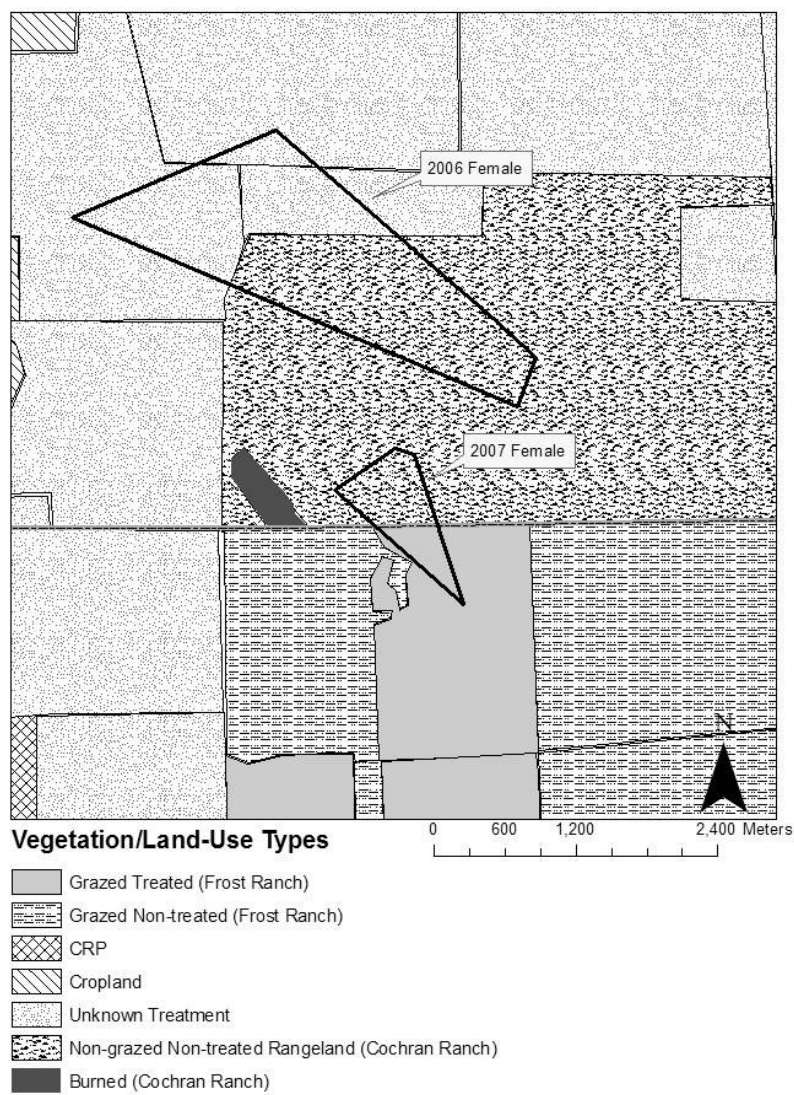 2006 Female
2007 Female
N
Vegetation/Land-Use Types
0 600 1,200 2,400 Meters
Grazed Treated (Frost Ranch)
Grazed Non-treated (Frost Ranch)
CRP
Cropland
Unknown Treatment
Non-grazed Non-treated Rangeland (Cochran Ranch)
Burned (Cochran Ranch)